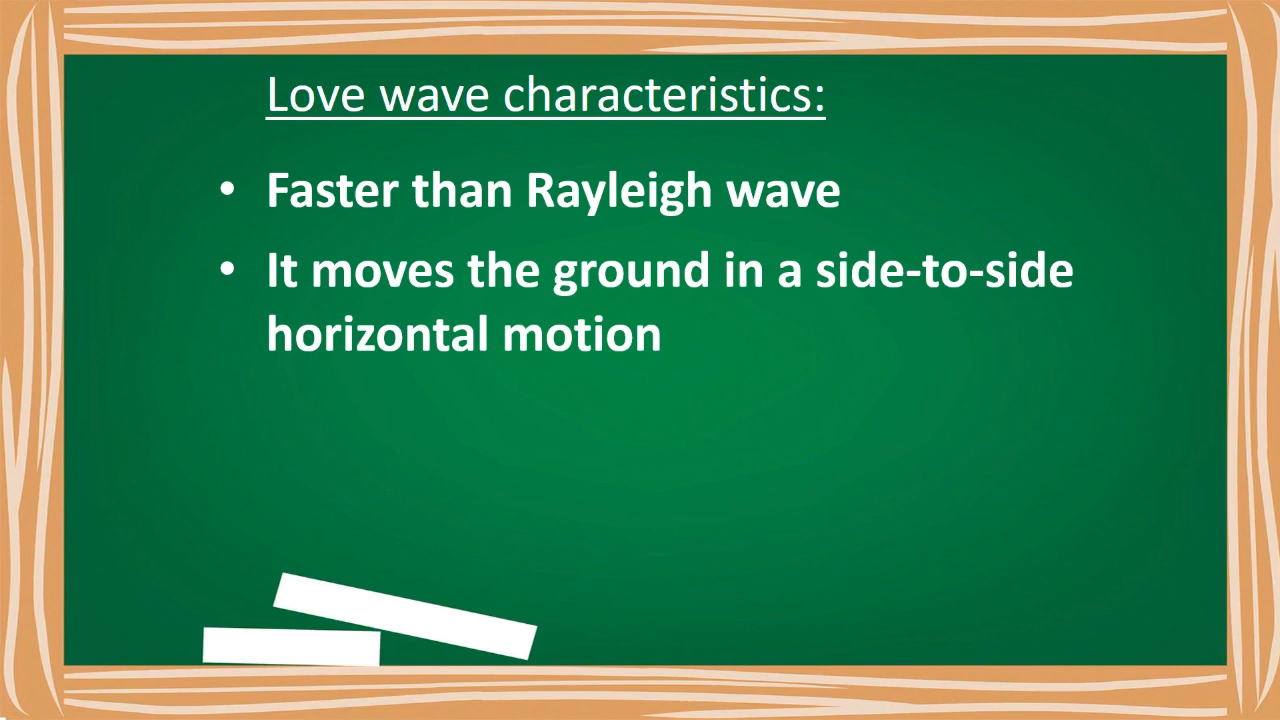 Love wave characteristics:
• Faster than Rayleigh wave
• It moves the ground in a side-to-side
horizontal motion